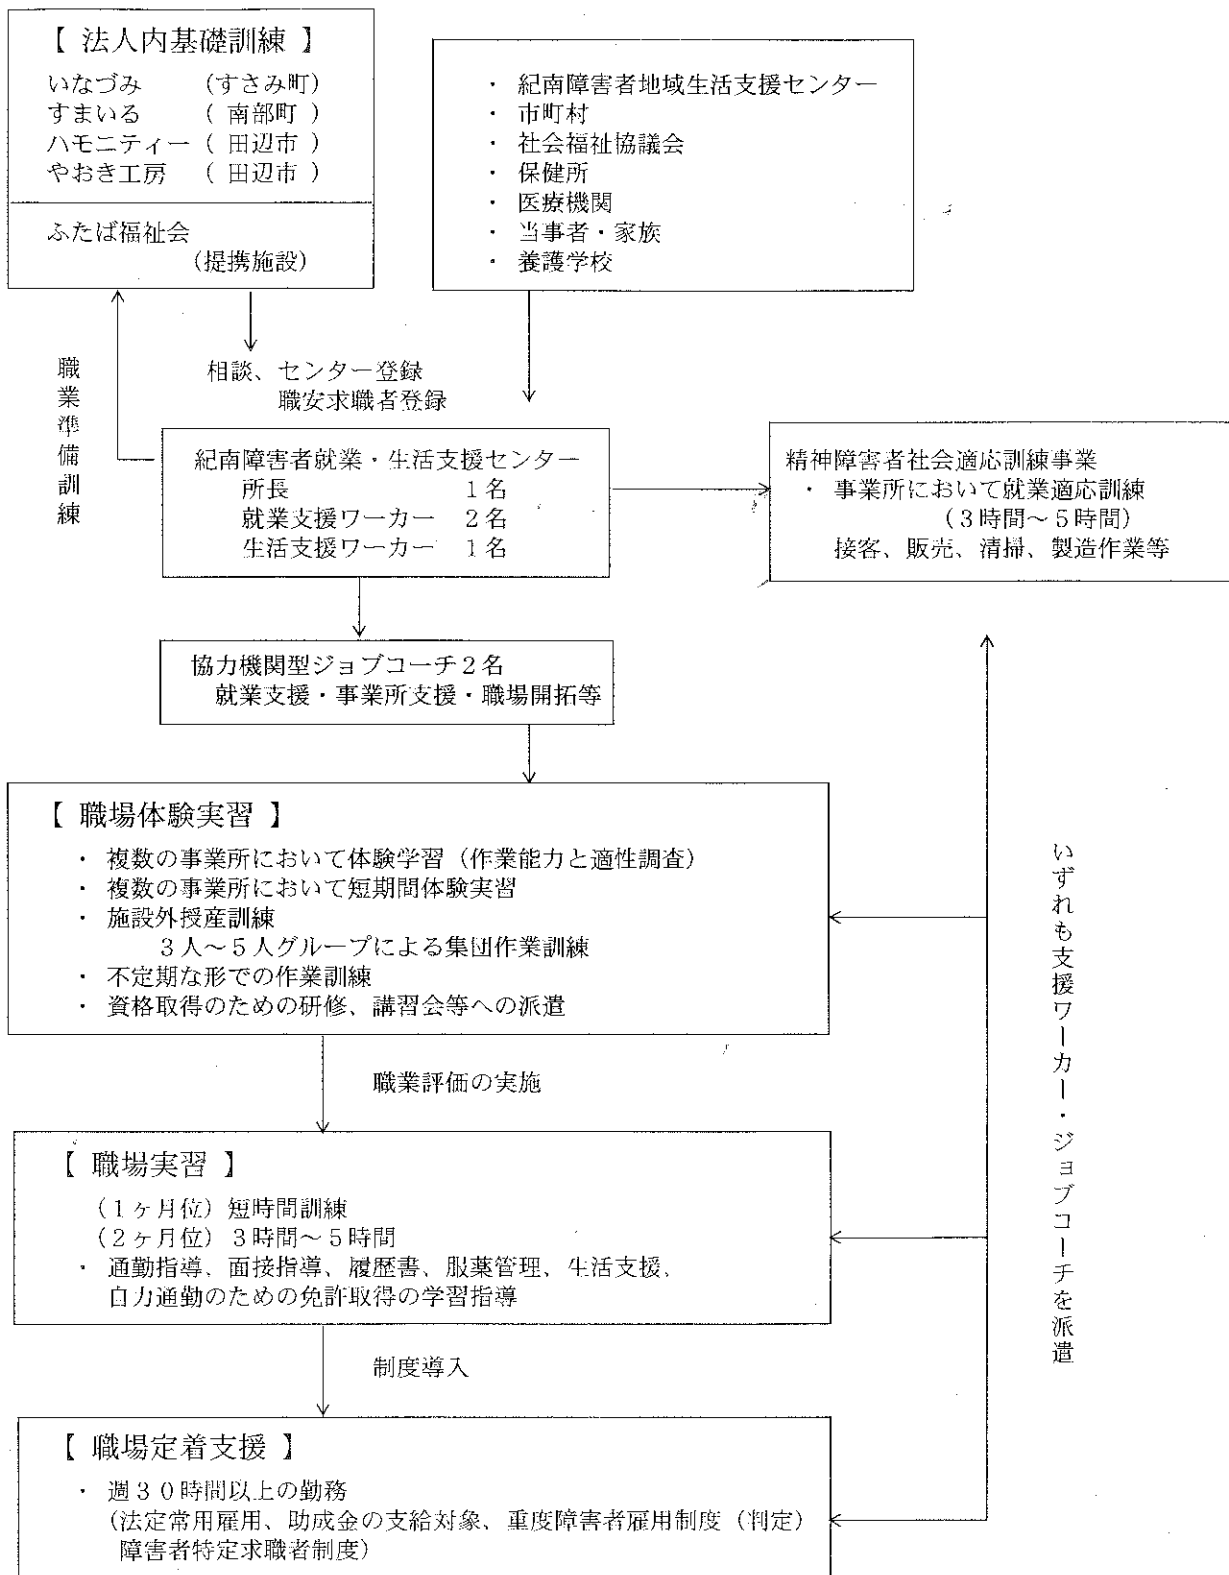 【 法人内基礎訓練 】
いなづみ (すさみ町)
すまいる ( 南部町 )
ハモニティー ( 田辺市 )
やおき工房 ( 田辺市 )
ふたば福祉会
(提携施設)
・ 紀南障害者地域生活支援センター
・ 市町村
・ 社会福祉協議会
・ 保健所
・ 医療機関
・ 当事者・家族
・ 養護学校
職業準備訓練
相談、センター登録
職安求職者登録
紀南障害者就業・生活支援センター
所長 1名
就業支援ワーカー 2名
生活支援ワーカー 1名
精神障害者社会適応訓練事業
・ 事業所において就業適応訓練
(3時間~5時間)
接客、販売、清掃、製造作業等
協力機関型ジョブコーチ2名
就業支援・事業所支援・職場開拓等
【 職場体験実習 】
・ 複数の事業所において体験学習(作業能力と適性調査)
・ 複数の事業所において短期間体験実習
・ 施設外授産訓練
3人~5人グループによる集団作業訓練
・ 不定期な形での作業訓練
・ 資格取得のための研修、講習会等への派遣
いずれも支援ワーカー・ジョブコーチを派遣
職業評価の実施
【 職場実習 】
(1ヶ月位)短時間訓練
(2ヶ月位)3時間~5時間
・ 通勤指導、面接指導、履歴書、服薬管理、生活支援、
自力通勤のための免許取得の学習指導
制度導入
【 職場定着支援 】
・ 週30時間以上の勤務
(法定常用雇用、助成金の支給対象、重度障害者雇用制度(判定)
障害者特定求職者制度)